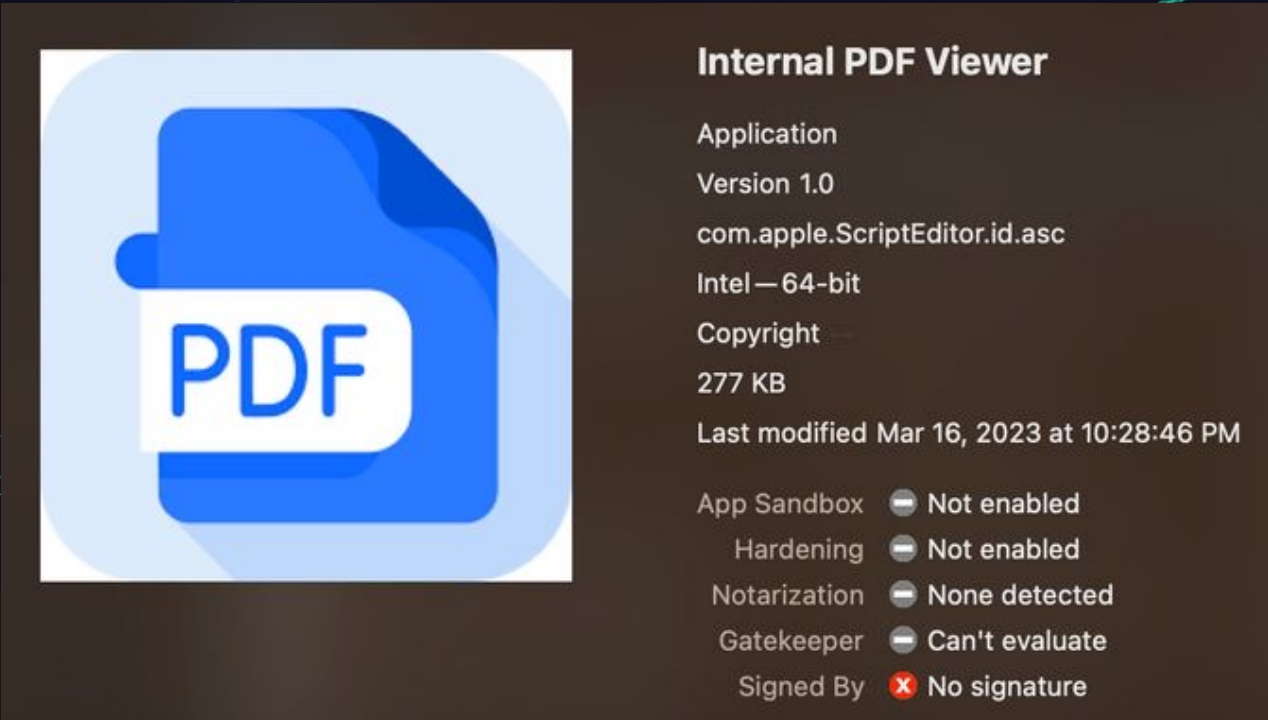 PDF
Internal PDF Viewer
Application
Version 1.0
com.apple.ScriptEditor.id.asc
Intel—64-bit
Copyright
277 KB
Last modified Mar 16, 2023 at 10:28:46 PM
App Sandbox Not enabled
Hardening Not enabled
Notarization None detected
Gatekeeper Can't evaluate
Signed By No signature